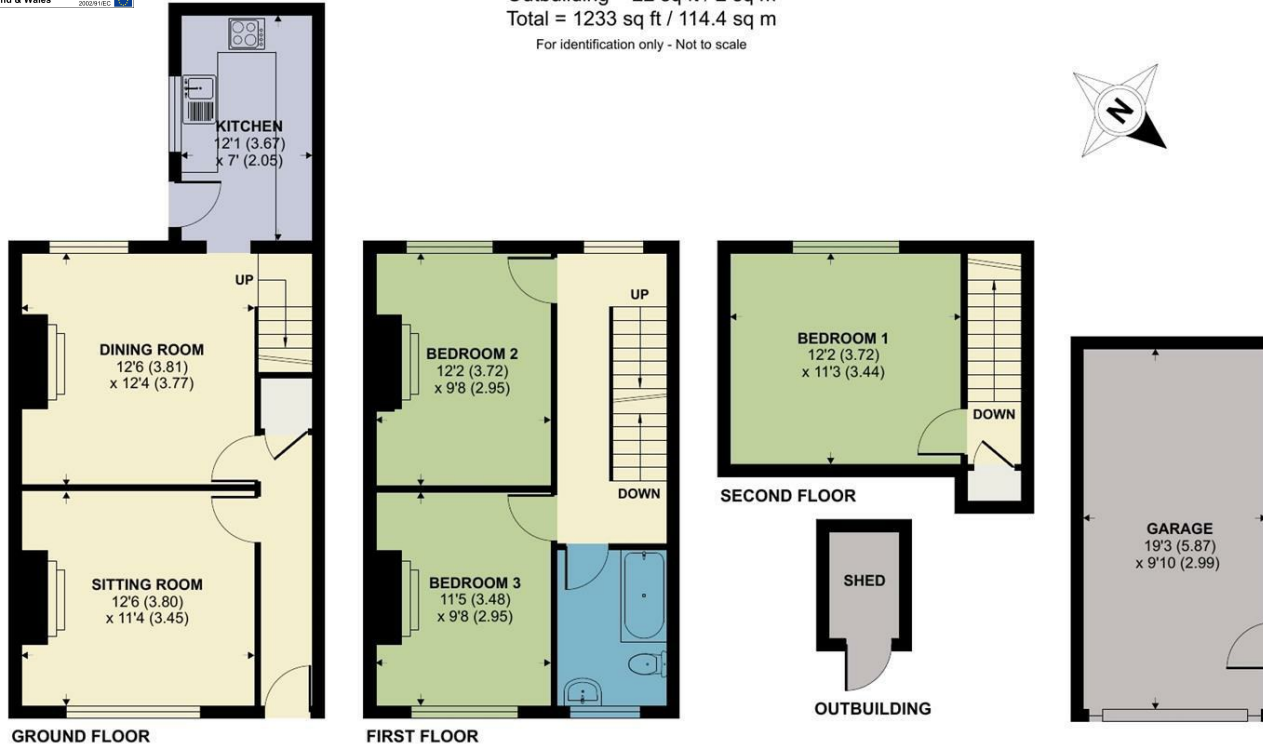 2002/91/EC
Total = 1233 sq ft / 114.4 sq m
For identification only - Not to scale
N
KITCHEN
12'1 (3.67)
x 7' (2.05)
UP
DINING ROOM
12'6 (3.81)
x 12'4 (3.77)
SITTING ROOM
12'6 (3.80)
x 11'4 (3.45)
GROUND FLOOR
UP
BEDROOM 2
12'2 (3.72)
x 9'8 (2.95)
DOWN
BEDROOM 3
11'5 (3.48)
x 9'8 (2.95)
FIRST FLOOR
BEDROOM 1
12'2 (3.72)
x 11'3 (3.44)
DOWN
SECOND FLOOR
SHED
OUTBUILDING
GARAGE
19'3 (5.87)
x 9'10 (2.99)